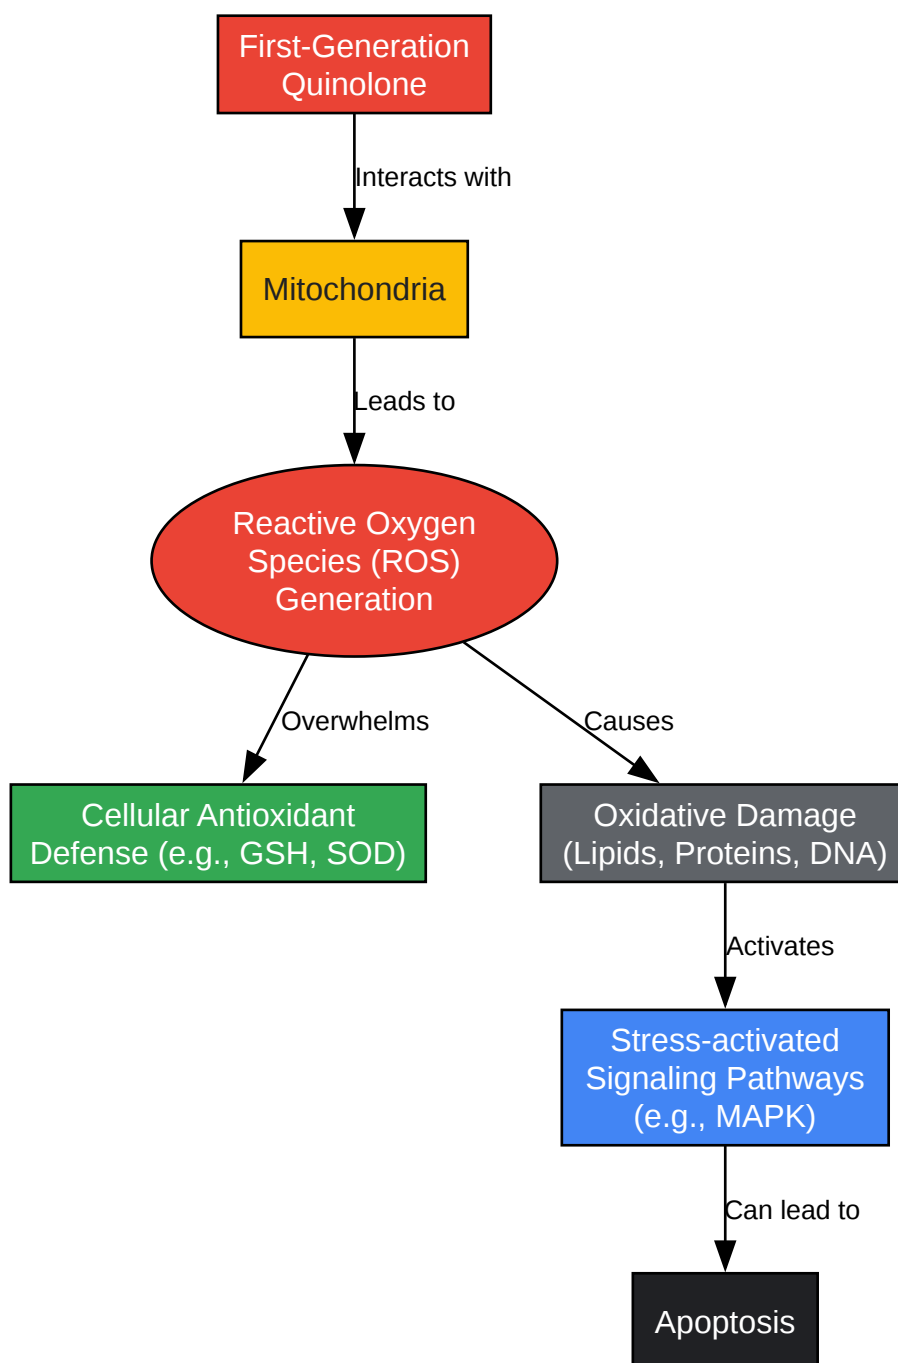 First-Generation
Quinolone
Interacts with
Mitochondria
Leads to
Reactive Oxygen
Species (ROS)
Generation
Overwhelms
Causes
Cellular Antioxidant
Defense (e.g., GSH, SOD)
Oxidative Damage
(Lipids, Proteins, DNA)
Activates
Stress-activated
Signaling Pathways
(e.g., MAPK)
Can lead to
Apoptosis